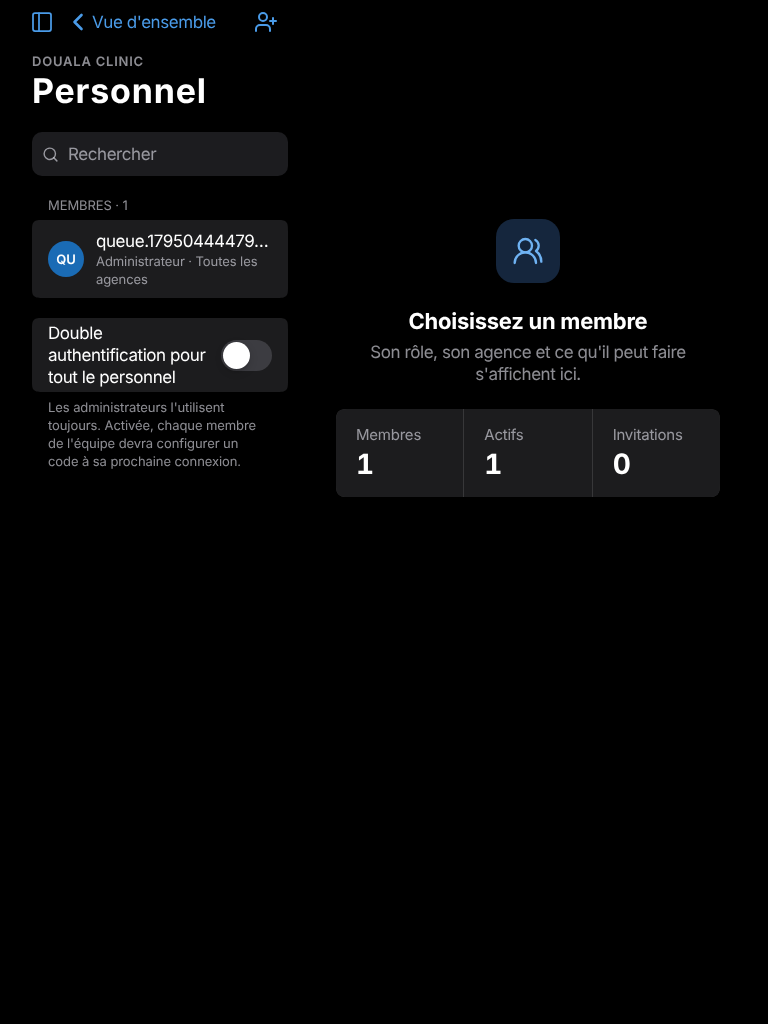 Vue d'ensemble
DOUALA CLINIC
Personnel
Rechercher
MEMBRES · 1
QU
queue.17950444479…
Administrateur · Toutes les
agences
Double
authentification pour
tout le personnel
Les administrateurs l'utilisent
toujours. Activée, chaque membre
de l'équipe devra configurer un
code à sa prochaine connexion.
Choisissez un membre
Son rôle, son agence et ce qu'il peut faire
s'affichent ici.
Membres
1
Actifs
1
Invitations
0